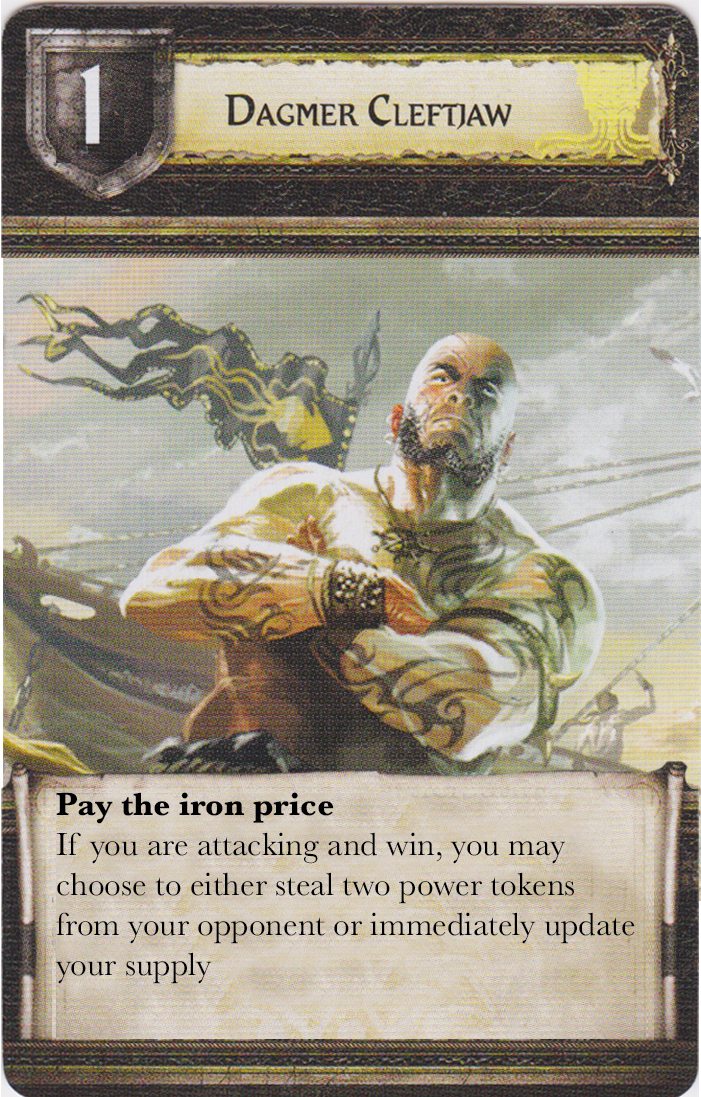 1
Dagmer Cleftjaw
Pay the iron price
If you are attacking and win, you may
choose to either steal two power tokens
from your opponent or immediately update
your supply